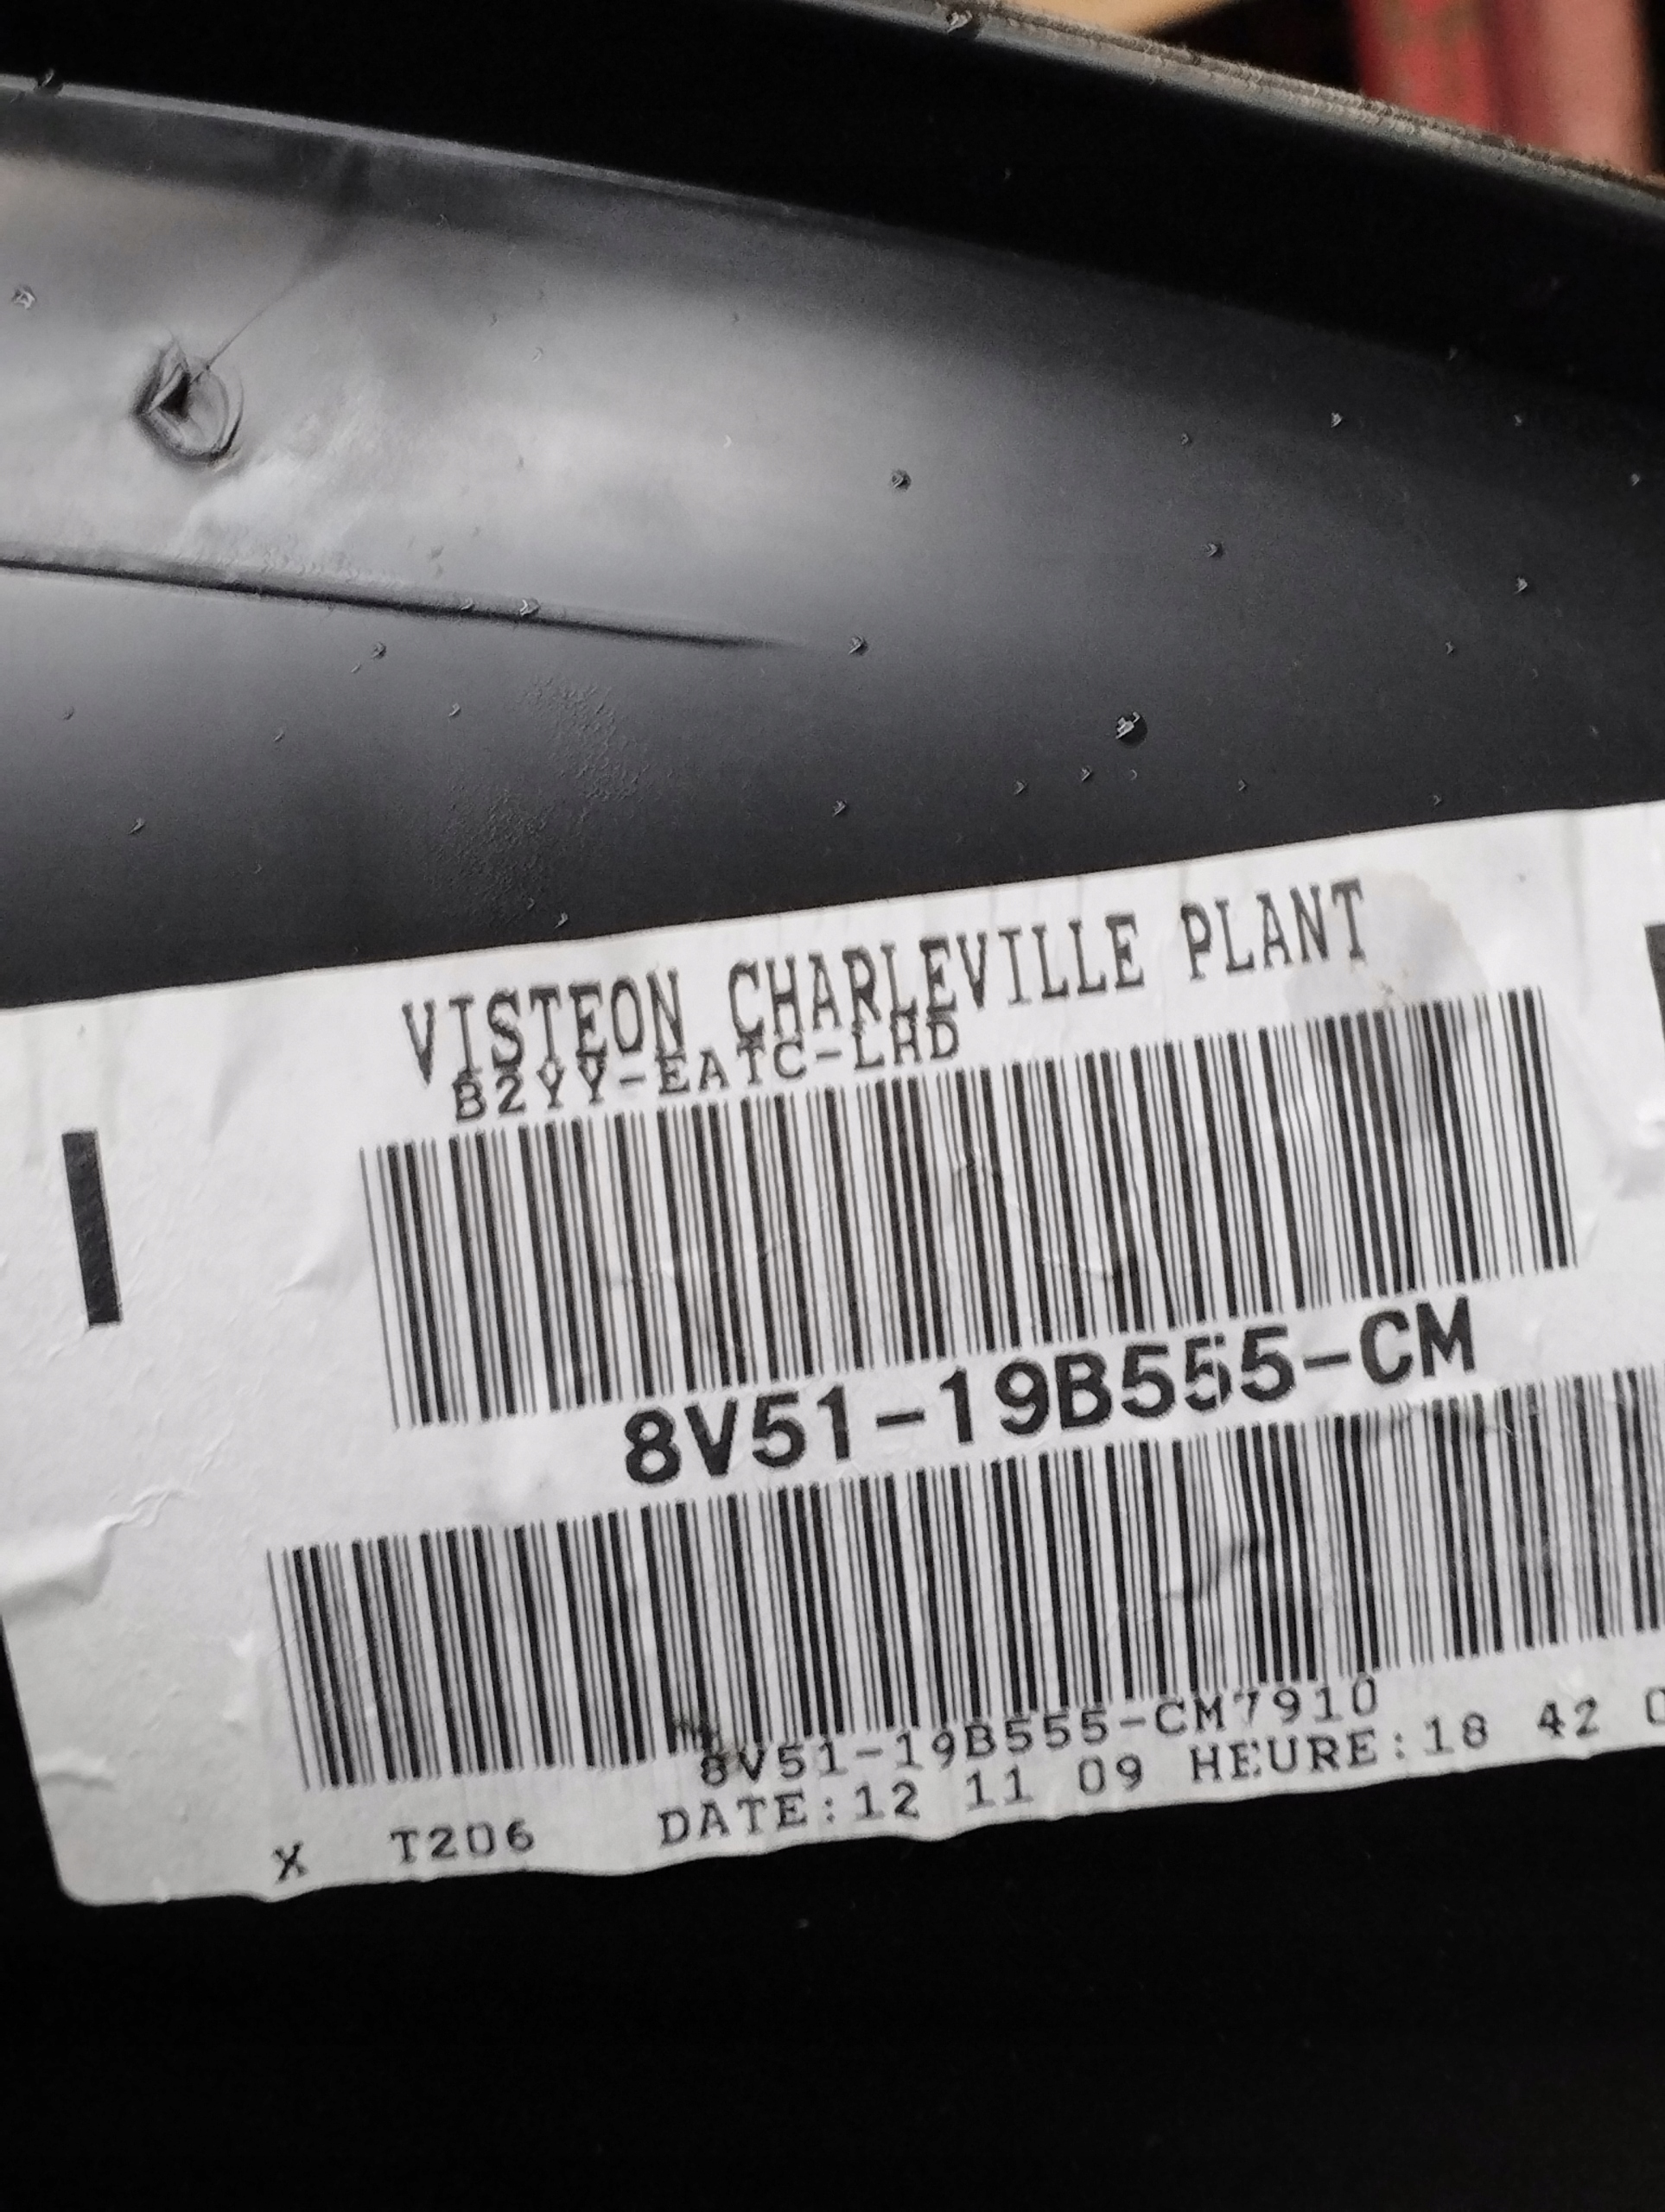 VISTEON CHARLEVILLE PLANT
B2YY-EATC-LHD
8V51-19B555-CM
8V51-19B555-CM7910
X T206 DATE:12 11 09 HEURE:18 42